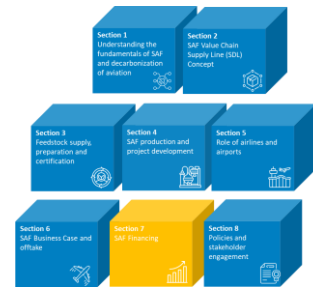 Section 1
Understanding the
fundamentals of SAF
and decarbonization
of aviation
Section 2
SAF Value Chain
Supply Line (SDL)
Concept
Section 3
Feedstock supply,
preparation and
certification
Section 4
SAF production and
project development
Section 5
Role of airlines and
airports
Section 6
SAF Business Case and
offtake
Section 7
SAF Financing
Section 8
Policies and
stakeholder
engagement